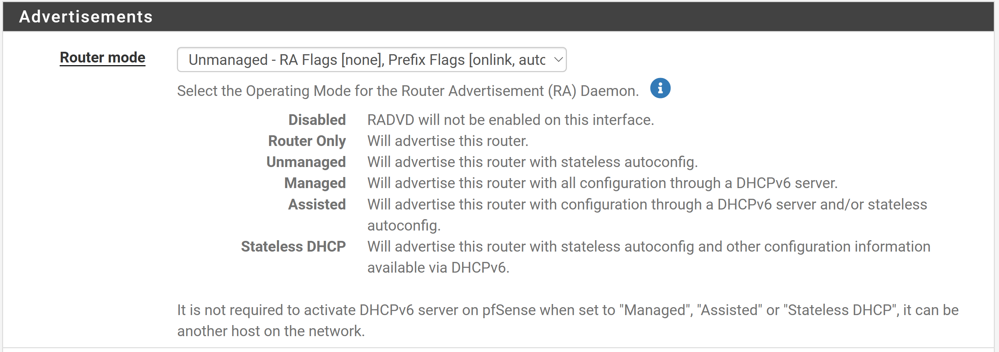 Advertisements
Router mode
Unmanaged - RA Flags [none], Prefix Flags [onlink, auto
Select the Operating Mode for the Router Advertisement (RA) Daemon.
Disabled RADVD will not be enabled on this interface.
Router Only Will advertise this router.
Unmanaged Will advertise this router with stateless autoconfig.
Managed Will advertise this router with all configuration through a DHCPv6 server.
Assisted Will advertise this router with configuration through a DHCPv6 server and/or stateless
autoconfig.
Stateless DHCP Will advertise this router with stateless autoconfig and other configuration information
available via DHCPv6.
It is not required to activate DHCPv6 server on pfSense when set to "Managed", "Assisted" or "Stateless DHCP", it can be
another host on the network.